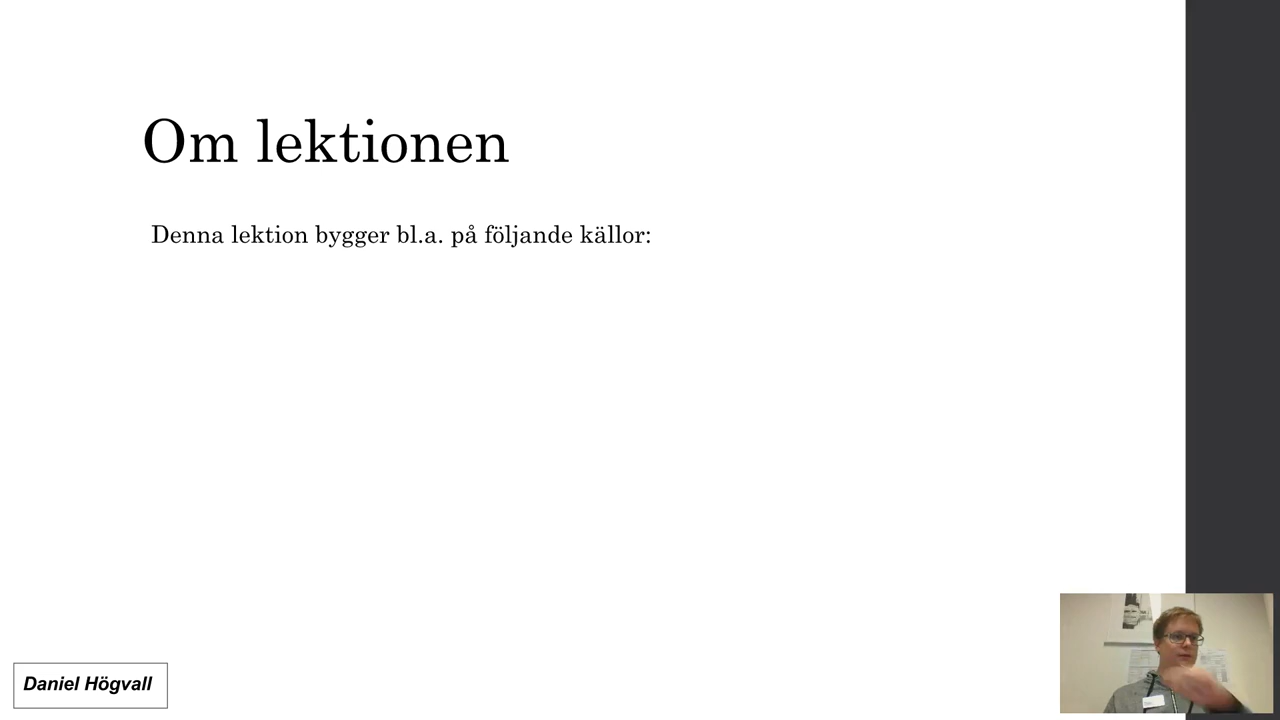 Om lektionen
Denna lektion bygger bl.a. på följande källor:
Daniel Högvall